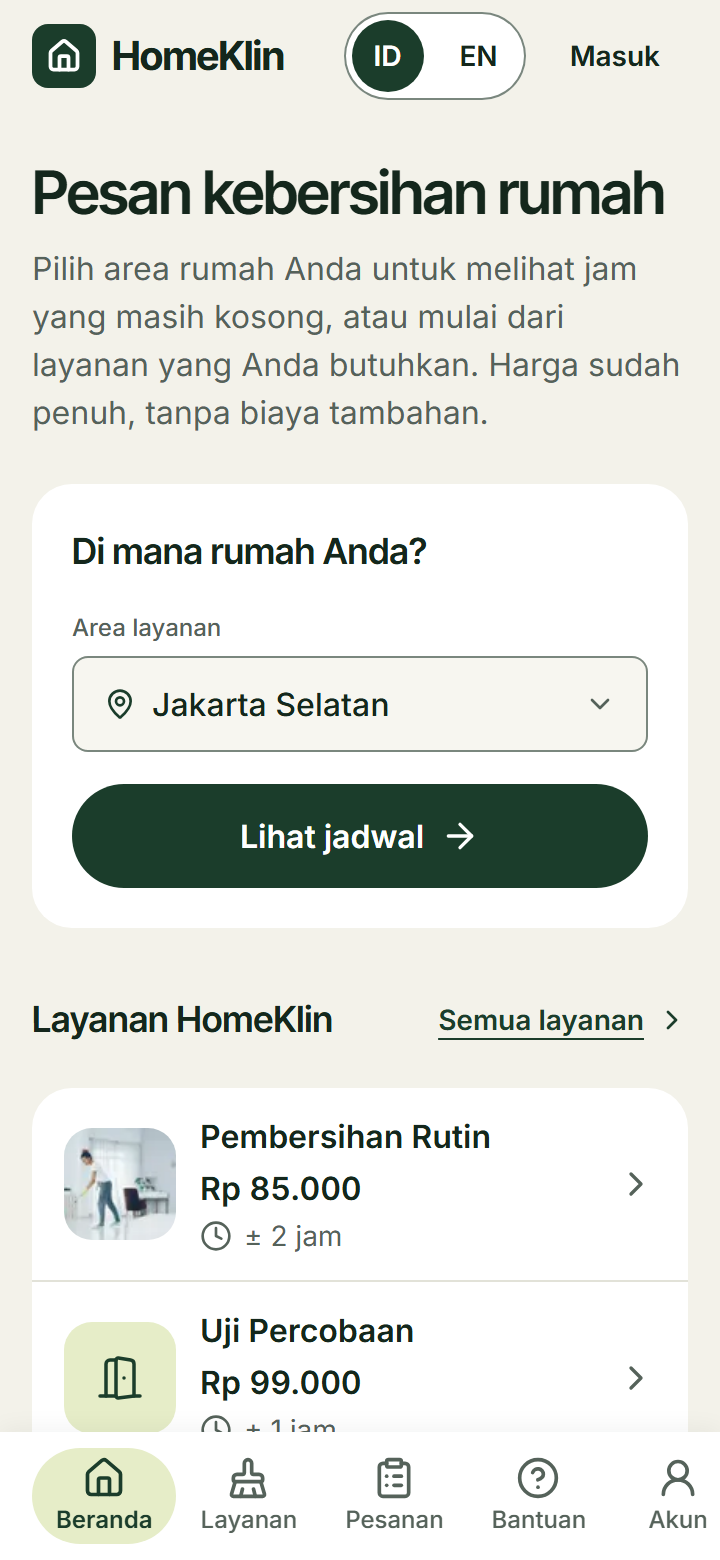 HomeKlin
ID
EN
Masuk
Pesan kebersihan rumah
Pilih area rumah Anda untuk melihat jam
yang masih kosong, atau mulai dari
layanan yang Anda butuhkan. Harga sudah
penuh, tanpa biaya tambahan.
Di mana rumah Anda?
Area layanan
Jakarta Selatan
Lihat jadwal
Layanan HomeKlin
Semua layanan
Pembersihan Rutin
Rp 85.000
± 2 jam
Uji Percobaan
Rp 99.000
± 1 jam
Beranda
Layanan
Pesanan
Bantuan
Akun